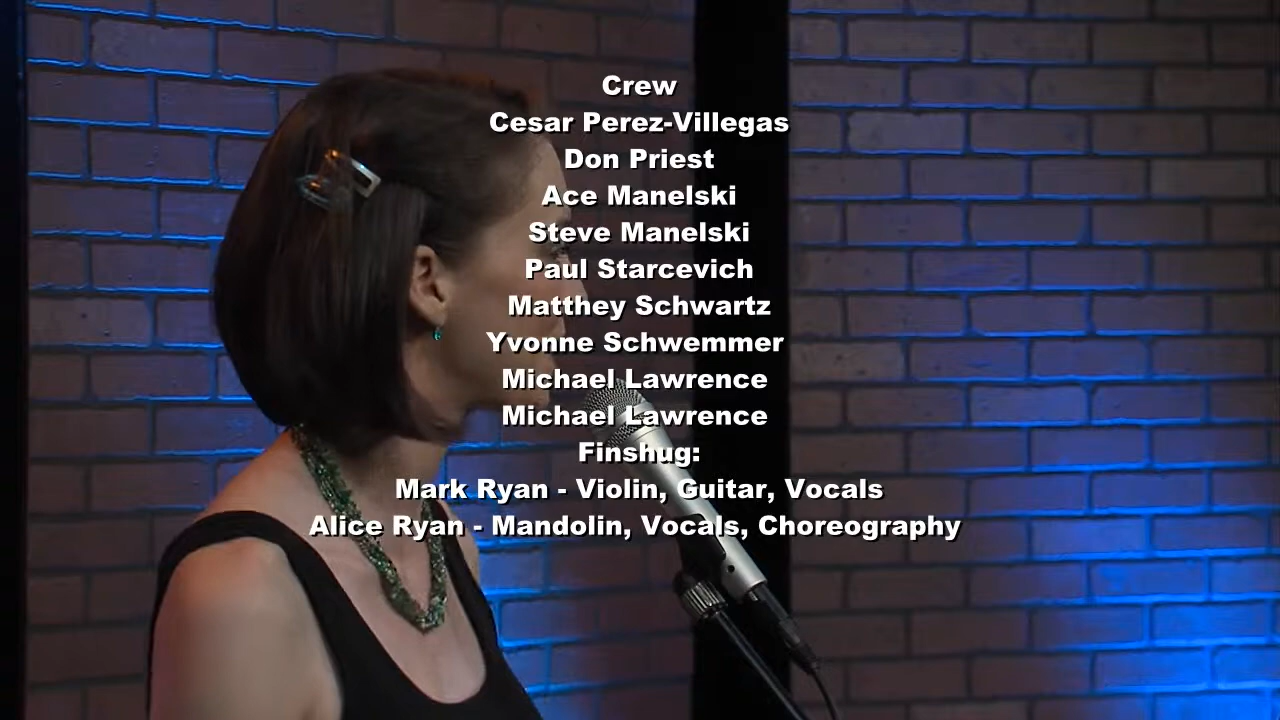 Crew
Cesar Perez-Villegas
Don Priest
Ace Manelski
Steve Manelski
Paul Starcevich
Matthey Schwartz
Yvonne Schwemmer
Michael Lawrence
Michael Lawrence
Finshug:
Mark Ryan - Violin, Guitar, Vocals
Alice Ryan - Mandolin, Vocals, Choreography